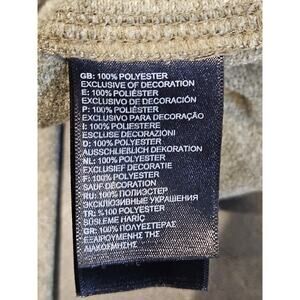 GB: 100% POLYESTER
EXCLUSIVE OF DECORATION
E: 100% POLIÉSTER
EXCLUSIVO DE DECORACIÓN
P: 100% POLIÉSTER
EXCLUSIVO PARA DECORAÇÃO
I: 100% POLIESTERE
ESCLUSE DECORAZIONI
D: 100% POLYESTER
AUSSCHLIEBLICH DEKORATION
NL: 100% POLYESTER
EXCLUSIEF DECORATIE
F: 100% POLYESTER
SAUF DÉCORATION
RU: 100% ПОЛИЭСТЕР
ЭКСКЛЮЗИВНЫЕ УКРАШЕНИЯ
TR: %100 POLYESTER
SÜSLEME HARİÇ
GR: 100% ΠΟΛΥΕΣΤΕΡΑΣ
ΕΞΑΙΡΟΥΜΕΝΗΣ ΤΗΣ
ΔΙΑΚΟΣΜΗΣΗΣ